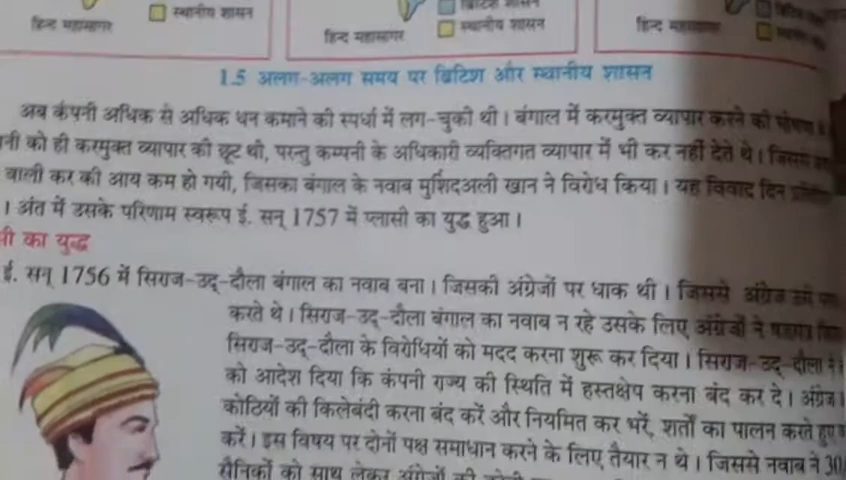 हिन्द महासागर
स्थानीय शासन
हिन्द महासागर
स्थानीय शासन
हिन्द महासागर
1.5 अलग-अलग समय पर ब्रिटिश और स्थानीय शासन
अब कंपनी अधिक से अधिक धन कमाने की स्पर्धा में लग-चुकी थी। बंगाल में करमुक्त व्यापार करने की
को ही करमुक्त व्यापार की छूट थी, परन्तु कम्पनी के अधिकारी व्यक्तिगत व्यापार में भी कर नहीं देते थे। जिससे
वाली कर की आय कम हो गयी, जिसका बंगाल के नवाब मुर्शिदअली खान ने विरोध किया। यह विवाद दिन
। अंत में उसके परिणाम स्वरूप ई. सन् 1757 में प्लासी का युद्ध हुआ।
का युद्ध
ई. सन् 1756 में सिराज-उद्-दौला बंगाल का नवाब बना। जिसकी अंग्रेजों पर धाक थी। जिससे अंग्रेज
करते थे। सिराज-उद्-दौला बंगाल का नवाब न रहे उसके लिए अंग्रेजों ने
सिराज-उद्-दौला के विरोधियों को मदद करना शुरू कर दिया। सिराज-उद्-दौला ने
को आदेश दिया कि कंपनी राज्य की स्थिति में हस्तक्षेप करना बंद कर दे। अंग्रेज
कोठियों की किलेबंदी करना बंद करें और नियमित कर भरें, शर्तों का पालन करते हुए
करें। इस विषय पर दोनों पक्ष समाधान करने के लिए तैयार न थे। जिससे नवाब ने
सैनिकों को साथ लेकर अंग्रेजों की